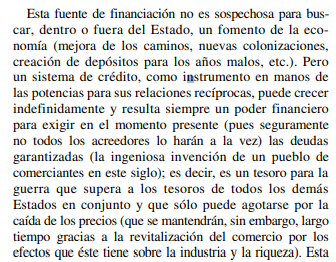 Esta fuente de financiación no es sospechosa para bus-
car, dentro o fuera del Estado, un fomento de la eco-
nomía (mejora de los caminos, nuevas colonizaciones,
creación de depósitos para los años malos, etc.). Pero
un sistema de crédito, como instrumento en manos de
las potencias para sus relaciones recíprocas, puede crecer
indefinidamente y resulta siempre un poder financiero
para exigir en el momento presente (pues seguramente
no todos los acreedores lo harán a la vez) las deudas
garantizadas (la ingeniosa invención de un pueblo de
comerciantes en este siglo); es decir, es un tesoro para la
guerra que supera a los tesoros de todos los demás
Estados en conjunto y que sólo puede agotarse por la
caída de los precios (que se mantendrán, sin embargo, largo
tiempo gracias a la revitalización del comercio por los
efectos que éste tiene sobre la industria y la riqueza). Esta